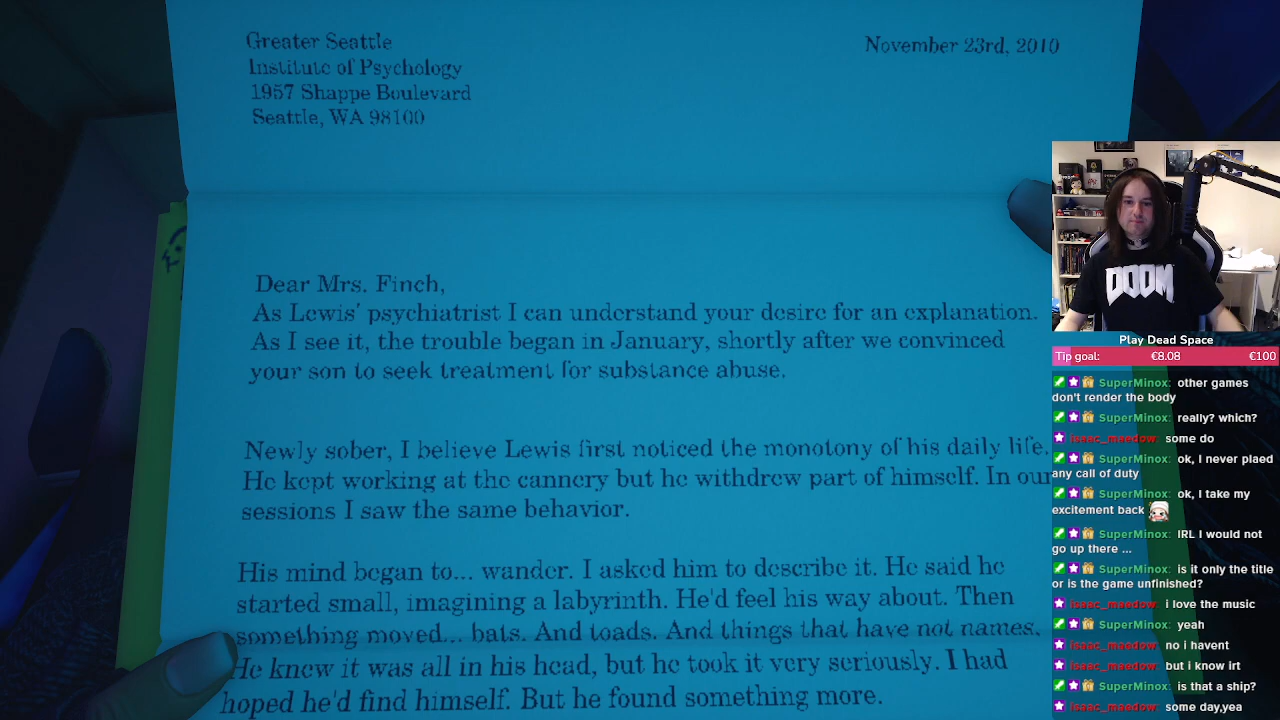 Greater Seattle
Institute of Psychology
1957 Shappe Boulevard
Seattle, WA 98100
November 23rd, 2010
Dear Mrs. Finch,
As Lewis' psychiatrist I can understand your desire for an explanation.
As I see it, the trouble began in January, shortly after we convinced
your son to seek treatment for substance abuse.
Newly sober, I believe Lewis first noticed the monotony of his daily life.
He kept working at the cannery but he withdrew part of himself. In our
sessions I saw the same behavior.
His mind began to... wander. I asked him to describe it. He said he
started small, imagining a labyrinth. He'd feel his way about. Then
something moved... bats. And toads. And things that have not names.
He knew it was all in his head, but he took it very seriously. I had
hoped he'd find himself. But he found something more.
DOOM
Play Dead Space
Tip goal: €8.08 €100
SuperMinox: other games
don't render the body
SuperMinox: really? which?
isaac_maedow: some do
SuperMinox: ok, I never plaed
any call of duty
SuperMinox: ok, I take my
excitement back
SuperMinox: IRL I would not
go up there ...
SuperMinox: is it only the title
or is the game unfinished?
isaac_maedow: i love the music
SuperMinox: yeah
isaac_maedow: no i havent
isaac_maedow: but i know irt
SuperMinox: is that a ship?
isaac_maedow: some day,yea